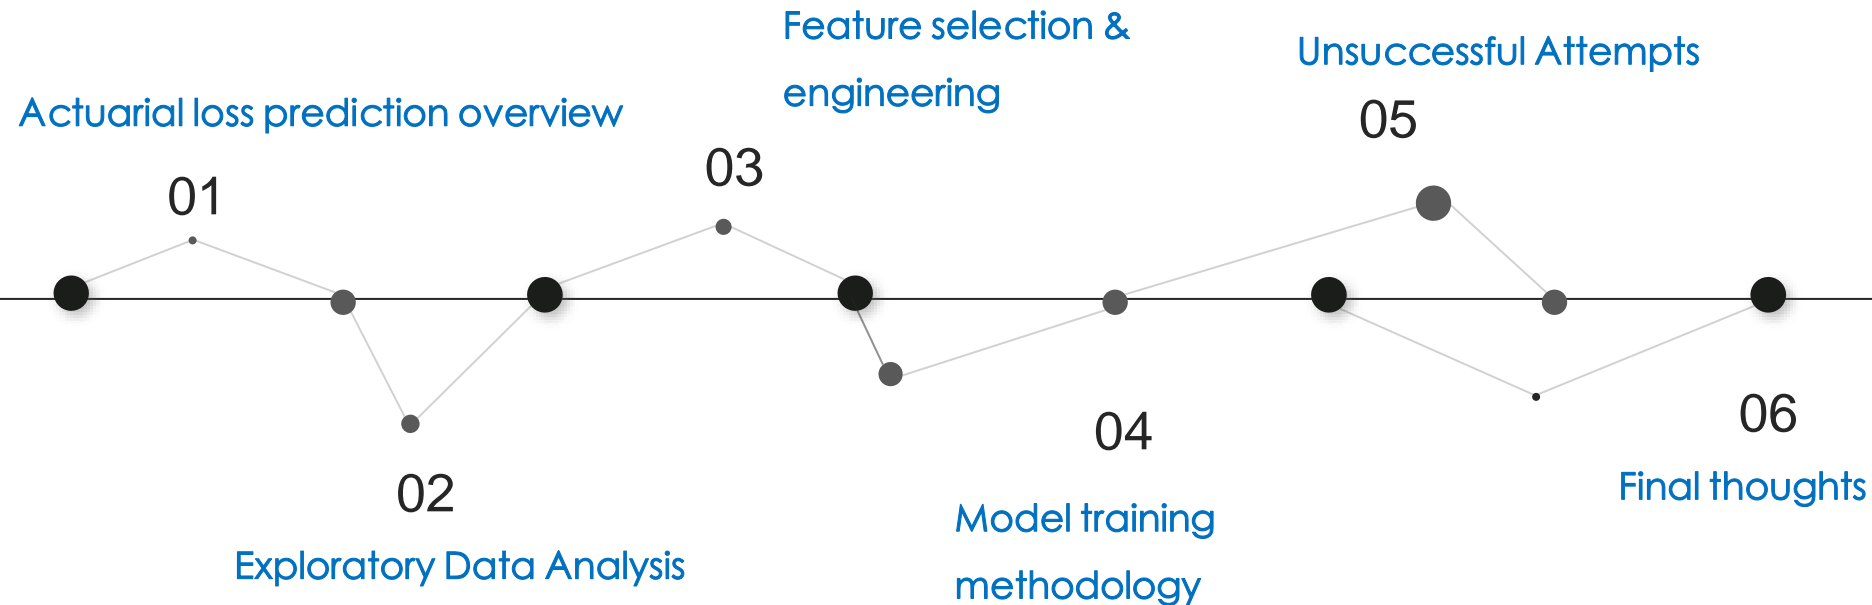 Actuarial loss prediction overview
01
02
Exploratory Data Analysis
Feature selection &
engineering
03
04
Model training
methodology
Unsuccessful Attempts
05
06
Final thoughts